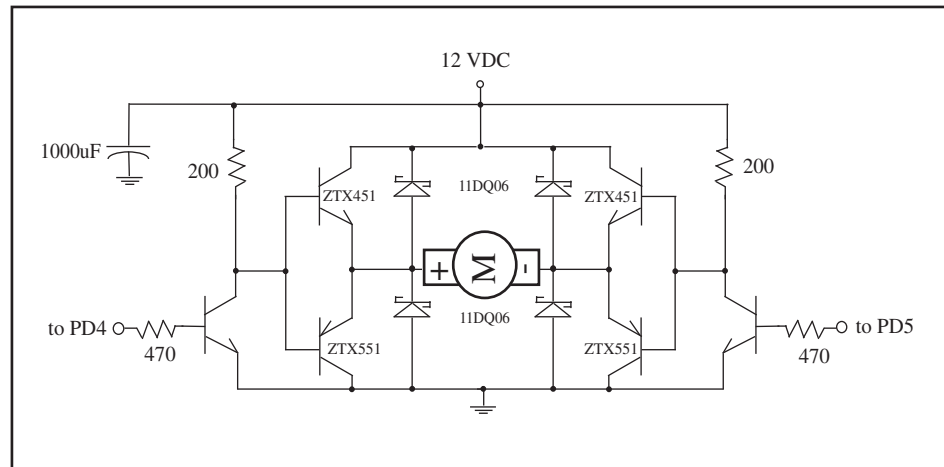 12 VDC
1000uF
200
200
ZTX451
11DQ06
ZTX451
+
M
-
11DQ06
to PD4
to PD5
ZTX551
ZTX551
470
470